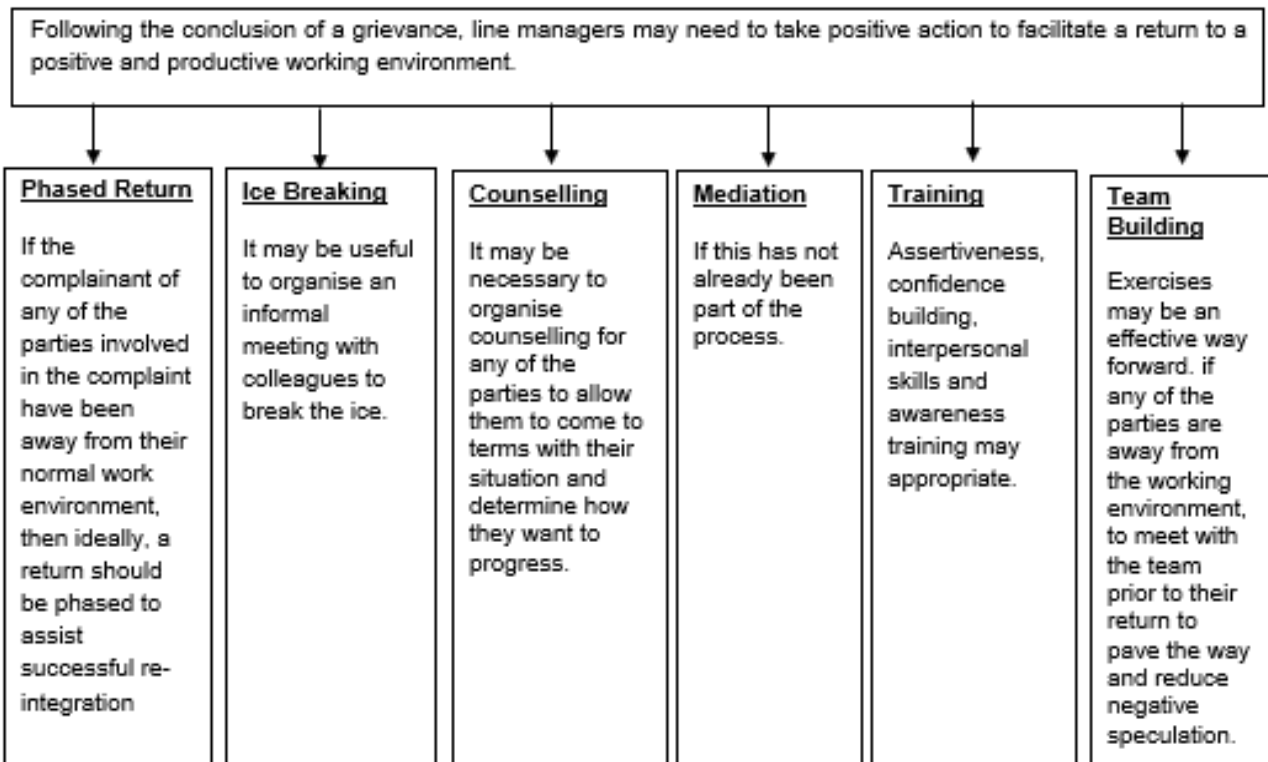 Following the conclusion of a grievance, line managers may need to take positive action to facilitate a return to a
positive and productive working environment.
Phased Return
If the
complainant of
any of the
parties involved
in the complaint
have been
away from their
normal work
environment,
then ideally, a
return should
be phased to
assist
successful re-
integration
Ice Breaking
It may be useful
to organise an
informal
meeting with
colleagues to
break the ice.
Counselling
It may be
necessary to
organise
counselling for
any of the
parties to allow
them to come to
terms with their
situation and
determine how
they want to
progress.
Mediation
If this has not
already been
part of the
process.
Training
Assertiveness,
confidence
building,
interpersonal
skills and
awareness
training may
appropriate.
Team
Building
Exercises
may be an
effective way
forward. if
any of the
parties are
away from
the working
environment,
to meet with
the team
prior to their
return to
pave the way
and reduce
negative
speculation.